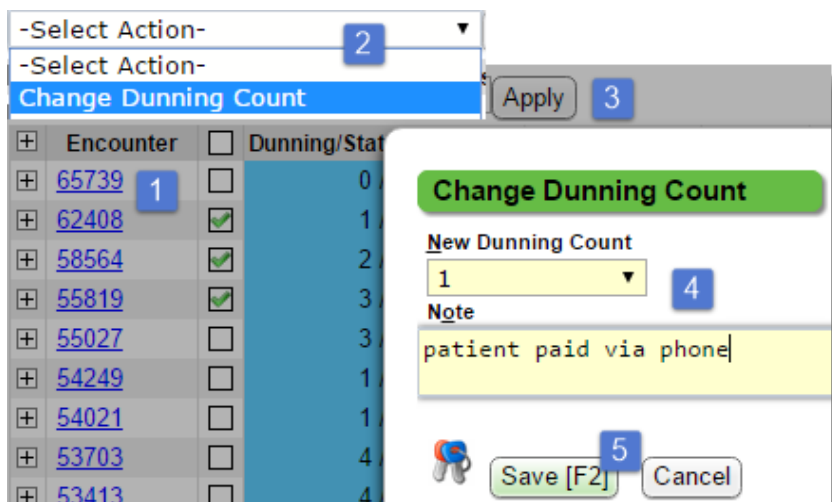 -Select Action-
2
-Select Action-
Change Dunning Count
Apply
3
Encounter
Dunning/Stat
65739
1
0
62408
1
58564
2
55819
3
55027
3
54249
1
54021
1
53703
4
53413
4
Change Dunning Count
New Dunning Count
1
4
Note
patient paid via phone
5
Save [F2]
Cancel